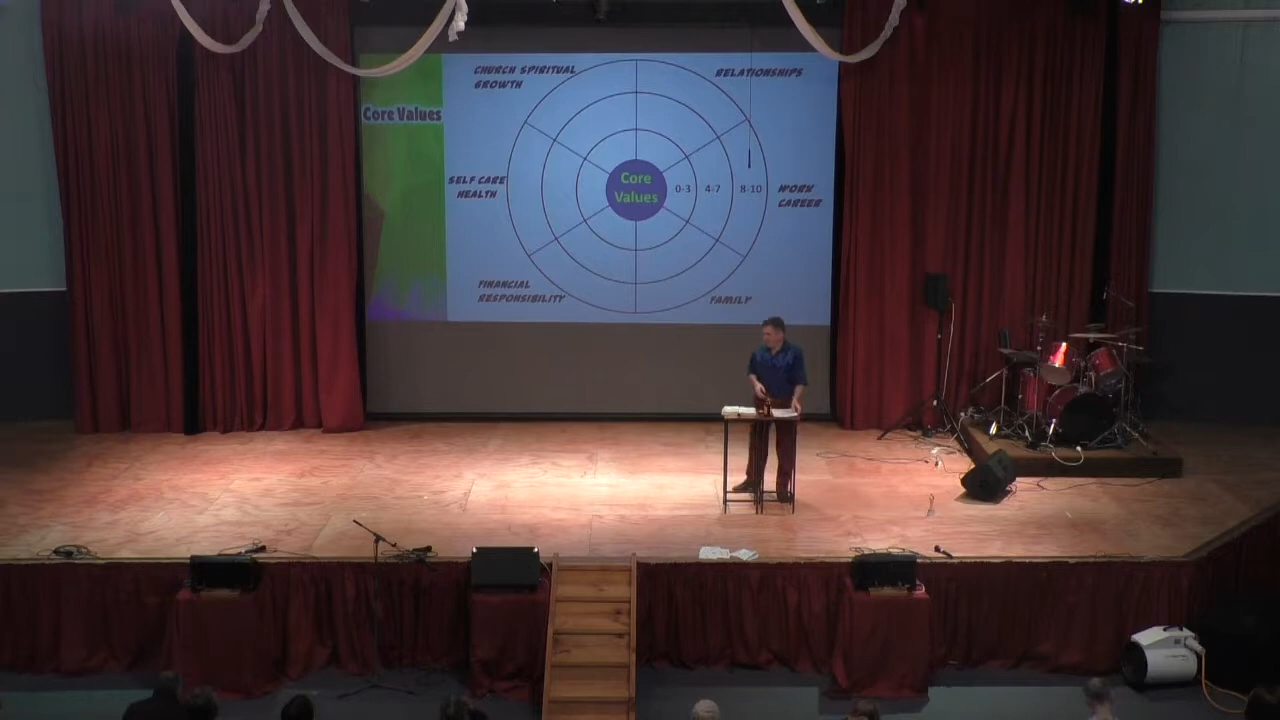 CHURCH SPIRITUAL
GROWTH
RELATIONSHIPS
Core Values
SELF CARE
HEALTH
Core
Values
0-3
4-7
8-10
WORK
CAREER
FINANCIAL
RESPONSIBILITY
FAMILY